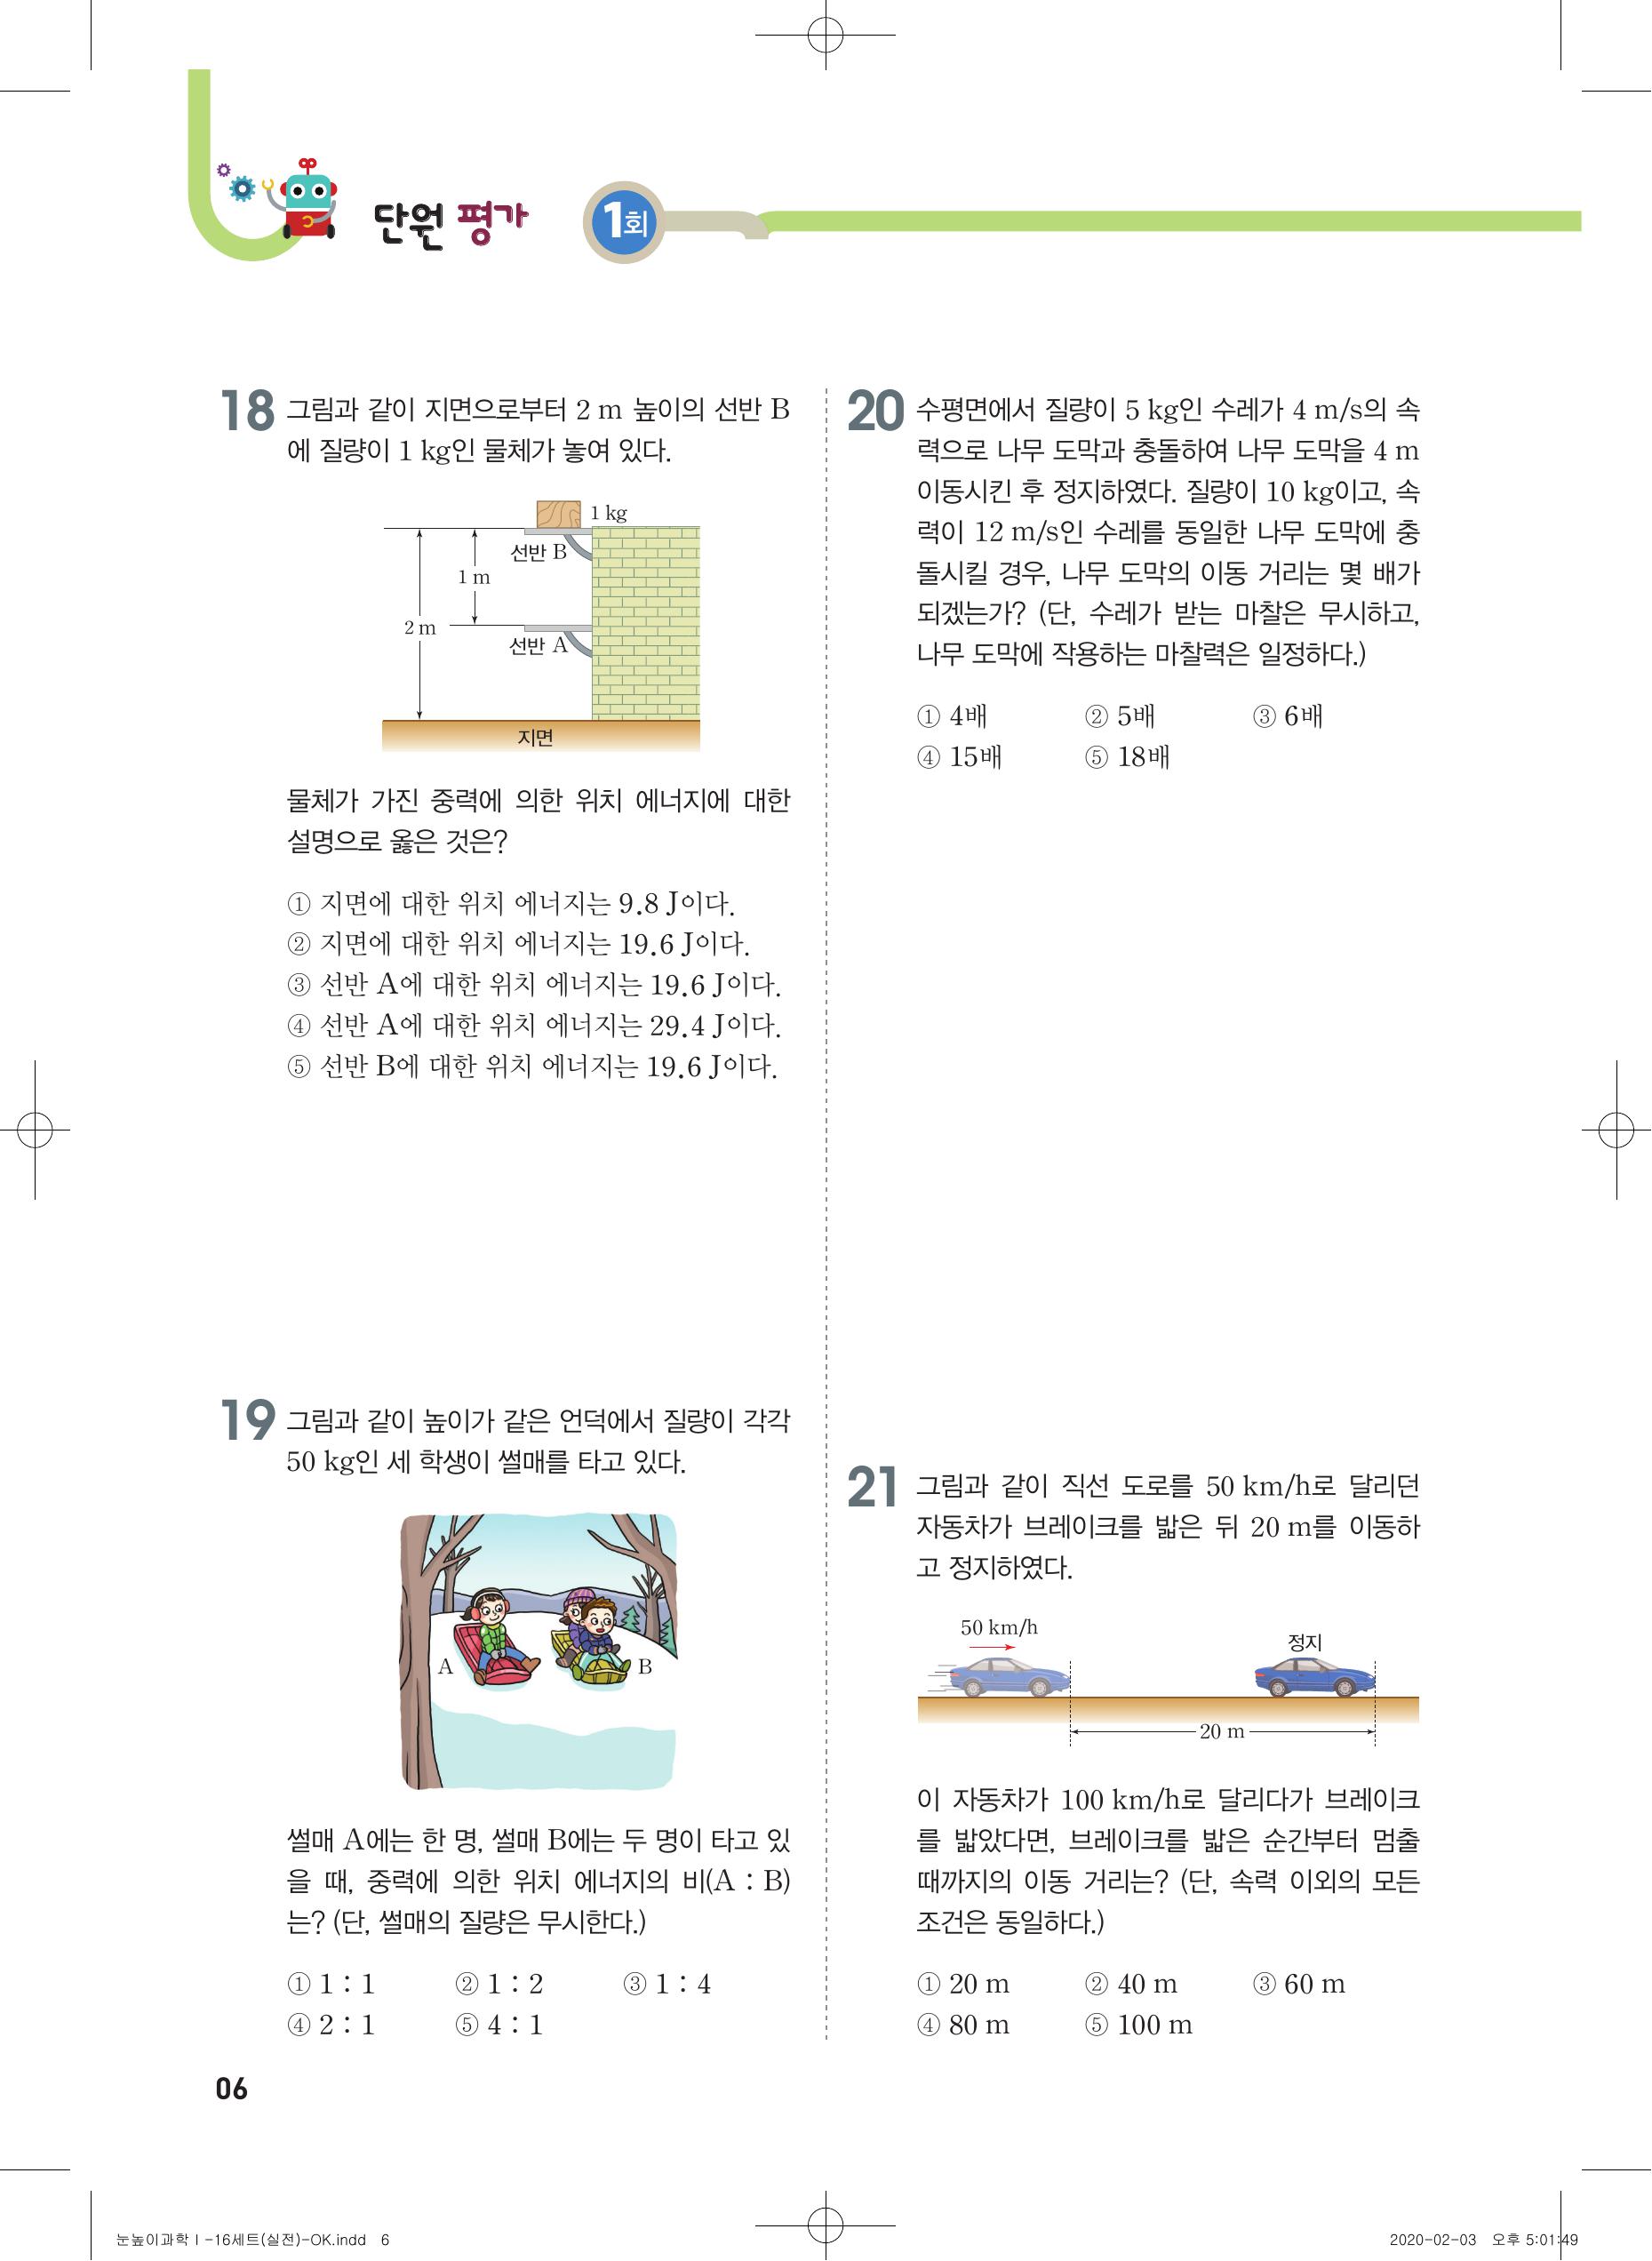 단원 평가 1회
18 그림과 같이 지면으로부터 2 m 높이의 선반 B
에 질량이 1 kg인 물체가 놓여 있다.
1 kg
선반 B
1 m
2 m
선반 A
지면
물체가 가진 중력에 의한 위치 에너지에 대한
설명으로 옳은 것은?
① 지면에 대한 위치 에너지는 9.8 J이다.
② 지면에 대한 위치 에너지는 19.6 J이다.
③ 선반 A에 대한 위치 에너지는 19.6 J이다.
④ 선반 A에 대한 위치 에너지는 29.4 J이다.
⑤ 선반 B에 대한 위치 에너지는 19.6 J이다.
19 그림과 같이 높이가 같은 언덕에서 질량이 각각
50 kg인 세 학생이 썰매를 타고 있다.
A
B
썰매 A에는 한 명, 썰매 B에는 두 명이 타고 있
을 때, 중력에 의한 위치 에너지의 비(A : B)
는? (단, 썰매의 질량은 무시한다.)
① 1 : 1 ② 1 : 2 ③ 1 : 4
④ 2 : 1 ⑤ 4 : 1
20 수평면에서 질량이 5 kg인 수레가 4 m/s의 속
력으로 나무 도막과 충돌하여 나무 도막을 4 m
이동시킨 후 정지하였다. 질량이 10 kg이고, 속
력이 12 m/s인 수레를 동일한 나무 도막에 충
돌시킬 경우, 나무 도막의 이동 거리는 몇 배가
되겠는가? (단, 수레가 받는 마찰은 무시하고,
나무 도막에 작용하는 마찰력은 일정하다.)
① 4배 ② 5배 ③ 6배
④ 15배 ⑤ 18배
21 그림과 같이 직선 도로를 50 km/h로 달리던
자동차가 브레이크를 밟은 뒤 20 m를 이동하
고 정지하였다.
50 km/h
정지
20 m
이 자동차가 100 km/h로 달리다가 브레이크
를 밟았다면, 브레이크를 밟은 순간부터 멈출
때까지의 이동 거리는? (단, 속력 이외의 모든
조건은 동일하다.)
① 20 m ② 40 m ③ 60 m
④ 80 m ⑤ 100 m
06
눈높이과학Ⅰ-16세트(실전)-OK.indd 6
2020-02-03 오후 5:01:49